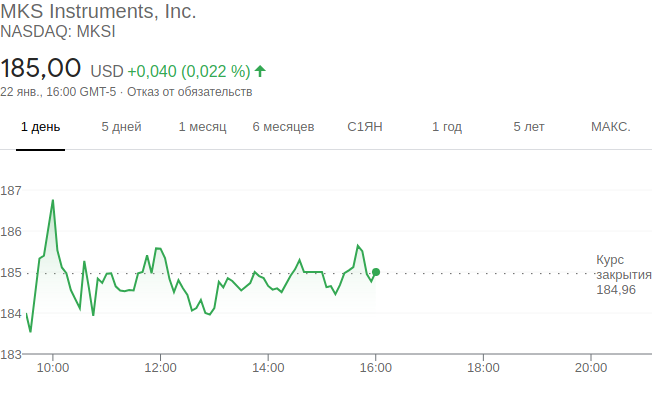 MKS Instruments, Inc.
NASDAQ: MKSI
185,00 USD +0,040 (0,022 %)
22 янв., 16:00 GMT-5 · Отказ от обязательств
1 день 5 дней 1 месяц 6 месяцев С1ЯН 1 год 5 лет МАКС.
187
186
185
184
183
Курс
закрытия
184,96
10:00 12:00 14:00 16:00 18:00 20:00